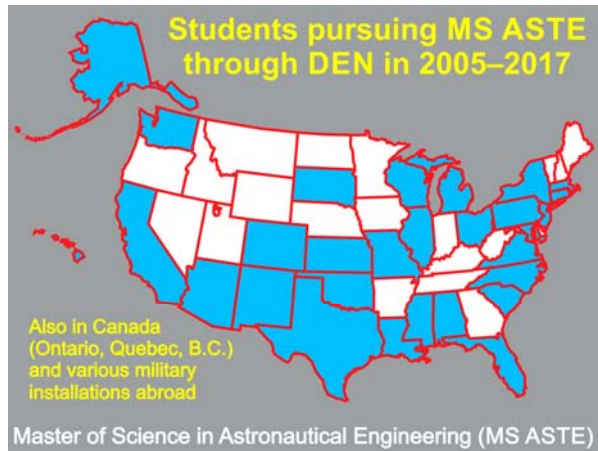 Students pursuing MS ASTE
through DEN in 2005–2017
Also in Canada
(Ontario, Quebec, B.C.)
and various military
installations abroad
Master of Science in Astronautical Engineering (MS ASTE)